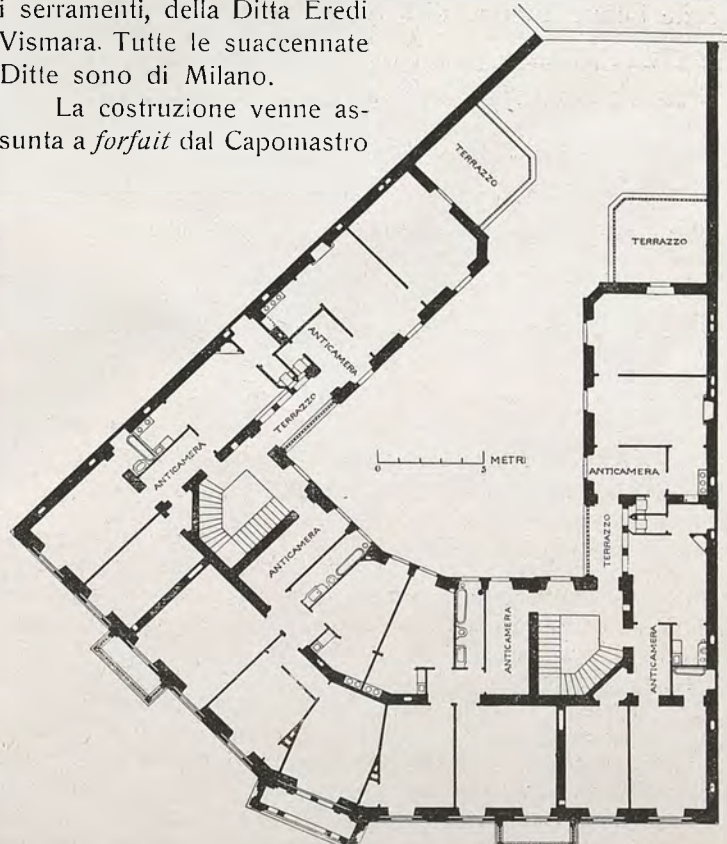 i serramenti, della Ditta Eredi
Vismara. Tutte le suaccennate
Ditte sono di Milano.
La costruzione venne as-
sunta a forfait dal Capomastro
TERRAZZO
TERRAZZO
ANTICAMERA
TERRAZZO
ANTICAMERA
0 5 METRI
ANTICAMERA
TERRAZZO
ANTICAMERA
ANTICAMERA
ANTICAMERA